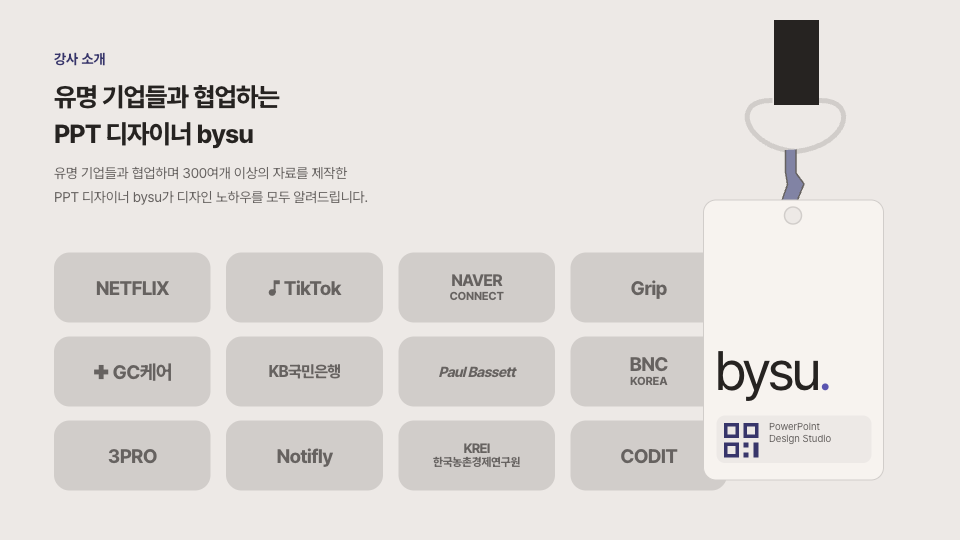 강사 소개
유명 기업들과 협업하는
PPT 디자이너 bysu
유명 기업들과 협업하며 300여개 이상의 자료를 제작한
PPT 디자이너 bysu가 디자인 노하우를 모두 알려드립니다.
NETFLIX
TikTok
NAVER
CONNECT
Grip
GC케어
KB국민은행
Paul Bassett
BNC
KOREA
3PRO
Notifly
KREI
한국농촌경제연구원
CODIT
bysu.
PowerPoint
Design Studio